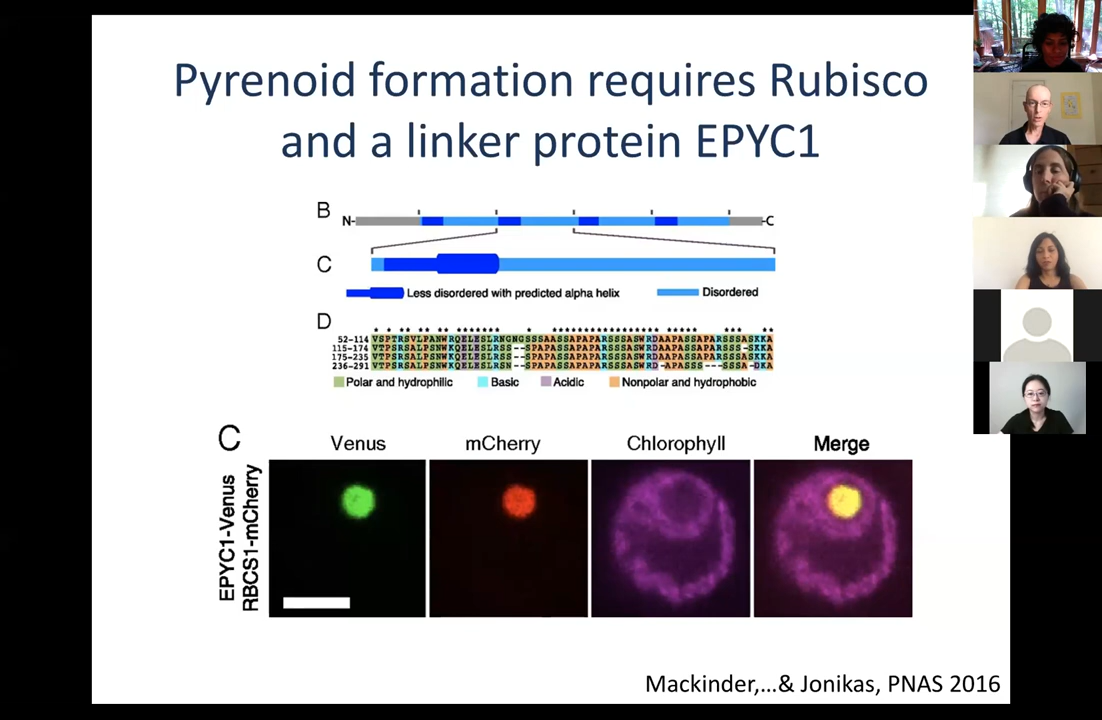 Pyrenoid formation requires Rubisco
and a linker protein EPYC1
B
N-
-C
C
Less disordered with predicted alpha helix
Disordered
D
52-114
115-174
175-235
236-291
Polar and hydrophilic
Basic
Acidic
Nonpolar and hydrophobic
C
Venus
mCherry
Chlorophyll
Merge
EPYC1-Venus
RBCS1-mCherry
Mackinder,...& Jonikas, PNAS 2016